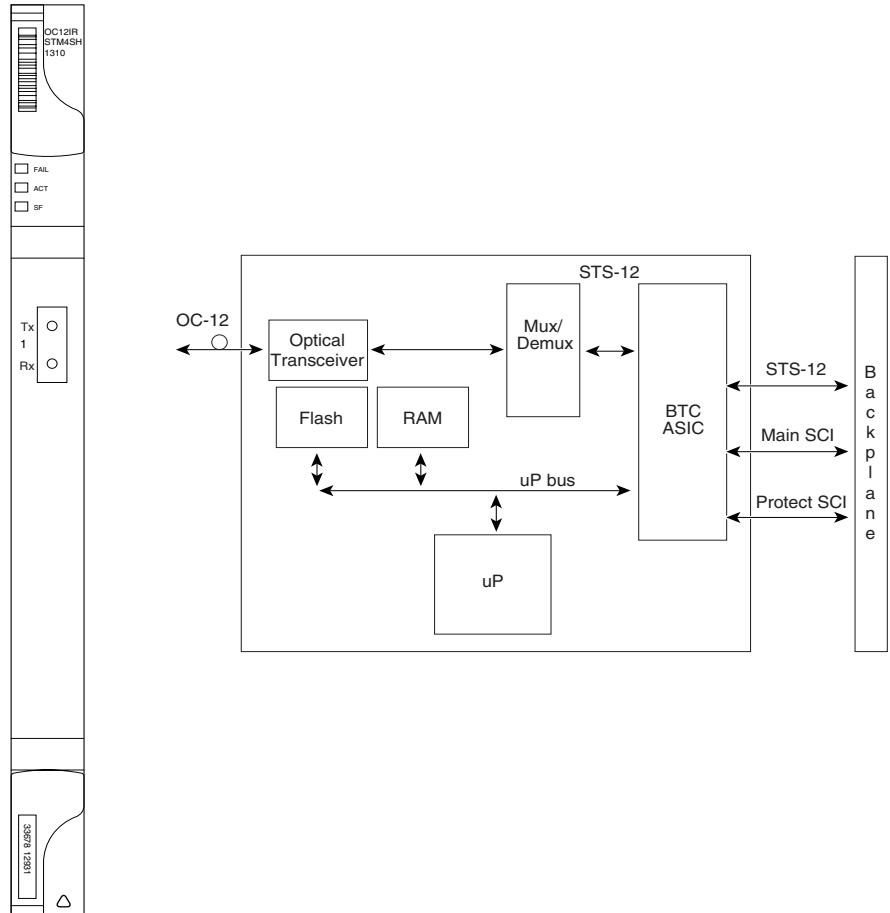 OC12IR
STM4SH
1310
FAIL
ACT
SF
Tx
1
Rx
33678 12931
OC-12
Optical
Transceiver
Flash
RAM
uP bus
uP
STS-12
Mux/
Demux
BTC
ASIC
STS-12
Main SCI
Protect SCI
Backplane